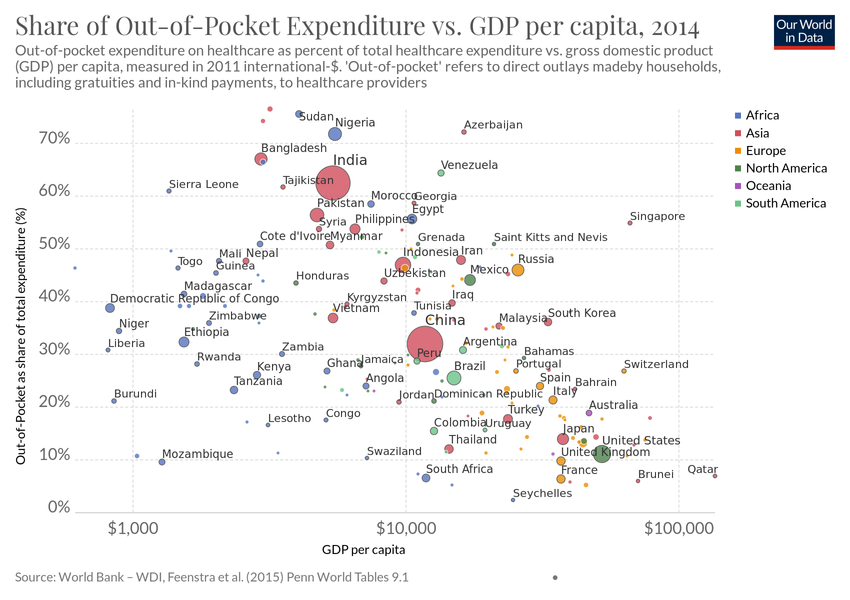 Share of Out-of-Pocket Expenditure vs. GDP per capita, 2014
Our World
in Data
Out-of-pocket expenditure on healthcare as percent of total healthcare expenditure vs. gross domestic product
(GDP) per capita, measured in 2011 international-$. 'Out-of-pocket' refers to direct outlays madeby households,
including gratuities and in-kind payments, to healthcare providers
Africa
Asia
Europe
North America
Oceania
South America
Out-of-Pocket as share of total expenditure (%)
70%
60%
50%
40%
30%
20%
10%
0%
Sudan
Nigeria
Azerbaijan
Bangladesh
India
Venezuela
Tajikistan
Sierra Leone
Morocco
Georgia
Pakistan
Egypt
Syria
Philippines
Singapore
Cote d'Ivoire
Myanmar
Grenada
Saint Kitts and Nevis
Mali
Nepal
Indonesia
Iran
Togo
Guinea
Russia
Honduras
Uzbekistan
Mexico
Madagascar
Democratic Republic of Congo
Kyrgyzstan
Iraq
Vietnam
Tunisia
Zimbabwe
China
Malaysia
South Korea
Niger
Ethiopia
Liberia
Zambia
Argentina
Rwanda
Ghana
Jamaica
Peru
Bahamas
Kenya
Brazil
Portugal
Switzerland
Tanzania
Angola
Spain
Bahrain
Burundi
Jordan
Dominican Republic
Italy
Lesotho
Congo
Turkey
Australia
Colombia
Uruguay
Japan
Thailand
United States
Swaziland
United Kingdom
Mozambique
South Africa
France
Brunei
Qatar
Seychelles
$1,000
$10,000
$100,000
GDP per capita
Source: World Bank – WDI, Feenstra et al. (2015) Penn World Tables 9.1